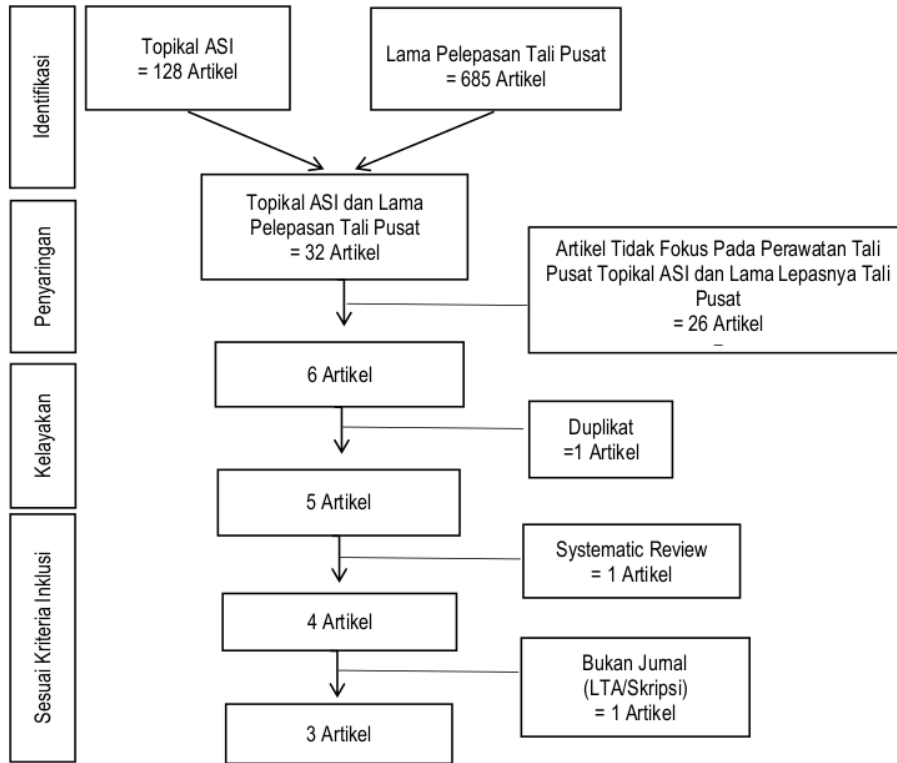 Identifikasi
Topikal ASI
= 128 Artikel
Lama Pelepasan Tali Pusat
= 685 Artikel
Topikal ASI dan Lama
Pelepasan Tali Pusat
= 32 Artikel
Penyaringan
Artikel Tidak Fokus Pada Perawatan Tali
Pusat Topikal ASI dan Lama Lepasnya Tali
Pusat
= 26 Artikel
–
6 Artikel
Kelayakan
Duplikat
=1 Artikel
5 Artikel
Sesuai Kriteria Inklusi
Systematic Review
= 1 Artikel
4 Artikel
Bukan Jurnal
(LTA/Skripsi)
= 1 Artikel
3 Artikel